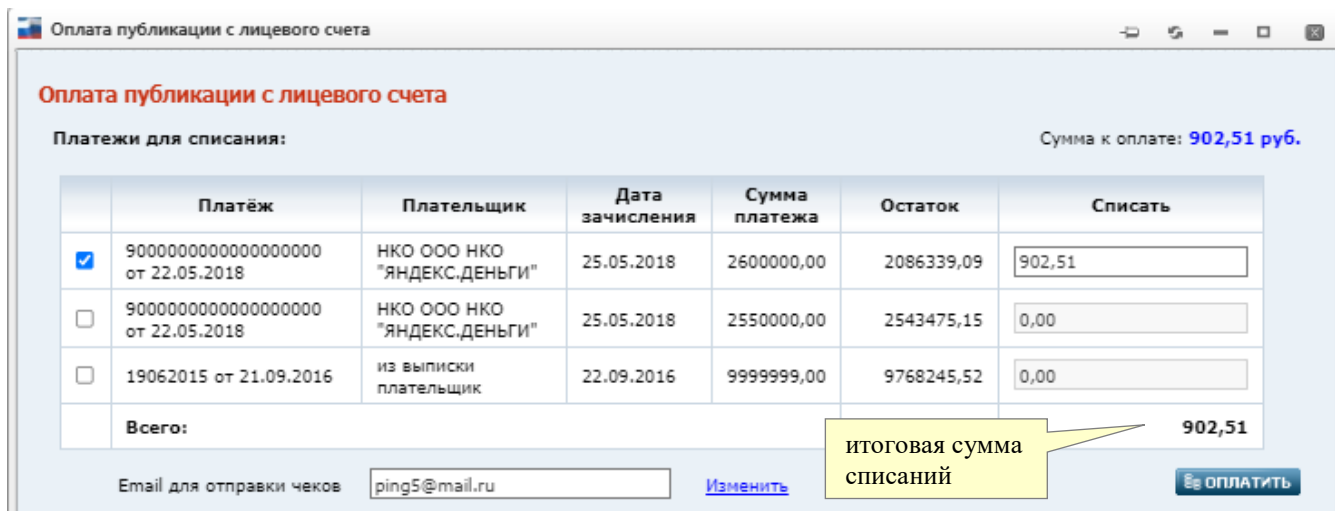 Оплата публикации с лицевого счета
Оплата публикации с лицевого счета
Платежи для списания:
Сумма к оплате: 902,51 руб.
Платёж Плательщик Дата зачисления Сумма платежа Остаток Списать
9000000000000000000 от 22.05.2018 НКО ООО НКО "ЯНДЕКС.ДЕНЬГИ" 25.05.2018 2600000,00 2086339,09 902,51
9000000000000000000 от 22.05.2018 НКО ООО НКО "ЯНДЕКС.ДЕНЬГИ" 25.05.2018 2550000,00 2543475,15 0,00
19062015 от 21.09.2016 из выписки плательщик 22.09.2016 9999999,00 9768245,52 0,00
Всего: 902,51
итоговая сумма
списаний
Email для отправки чеков ping5@mail.ru Изменить ОПЛАТИТЬ